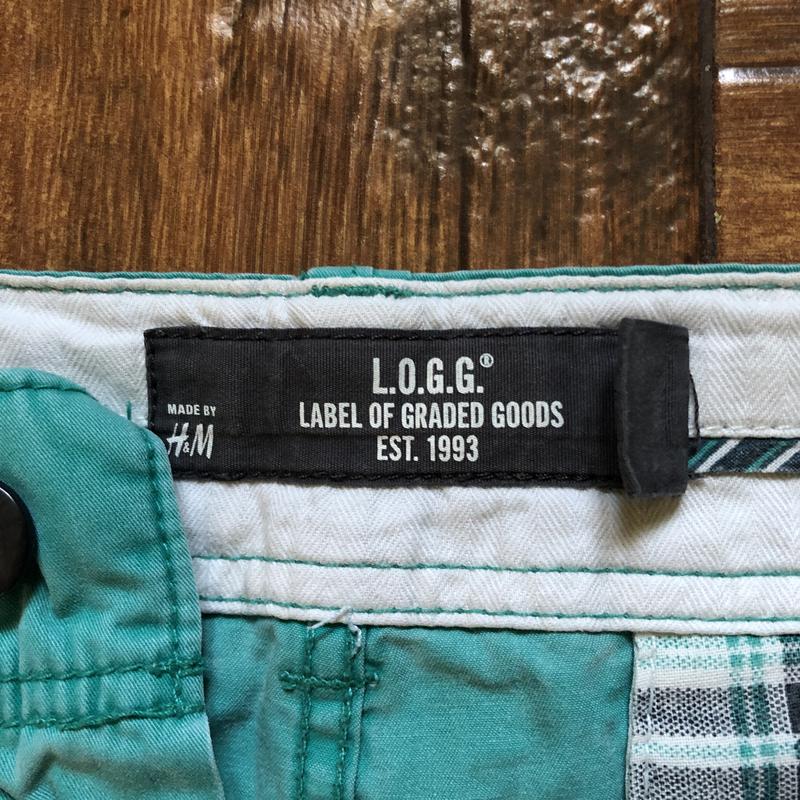 L.O.G.G.®
LABEL OF GRADED GOODS
EST. 1993
MADE BY
H&M